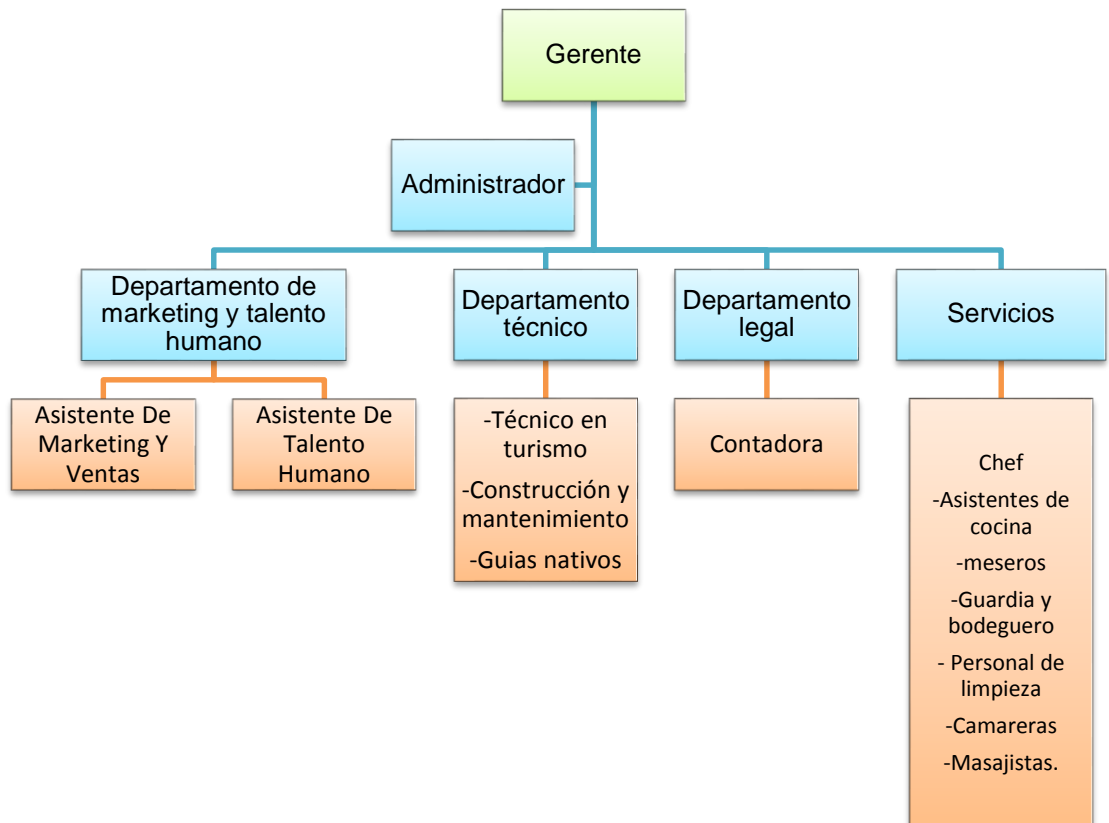 Gerente
Administrador
Departamento de
marketing y talento
humano
Departamento
técnico
Departamento
legal
Servicios
Asistente De
Marketing Y
Ventas
Asistente De
Talento
Humano
-Técnico en
turismo
-Construcción y
mantenimiento
-Guias nativos
Contadora
Chef
-Asistentes de
cocina
-meseros
-Guardia y
bodeguero
- Personal de
limpieza
-Camareras
-Masajistas.